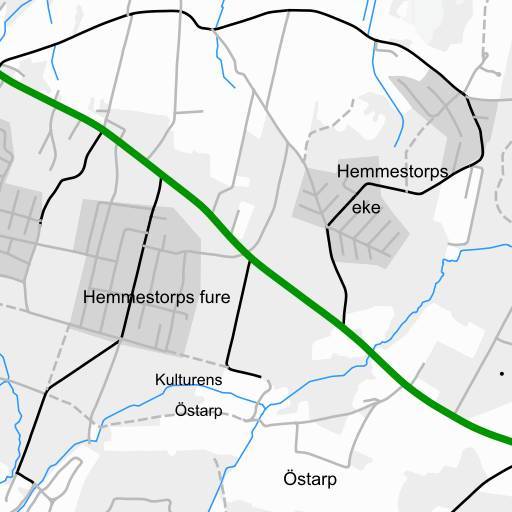 Hemmestorps
eke
Hemmestorps fure
Kulturens
Östarp
Östarp